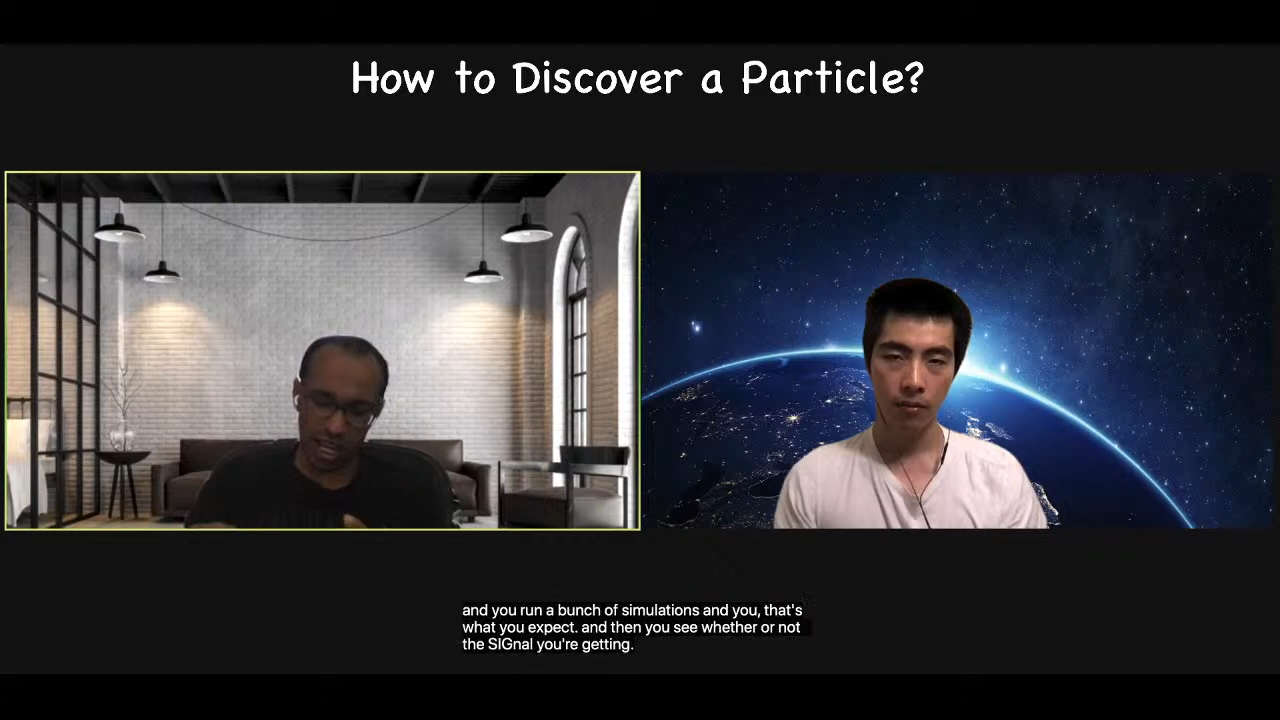 How to Discover a Particle?
and you run a bunch of simulations and you, that's
what you expect. and then you see whether or not
the SIGnal you're getting.